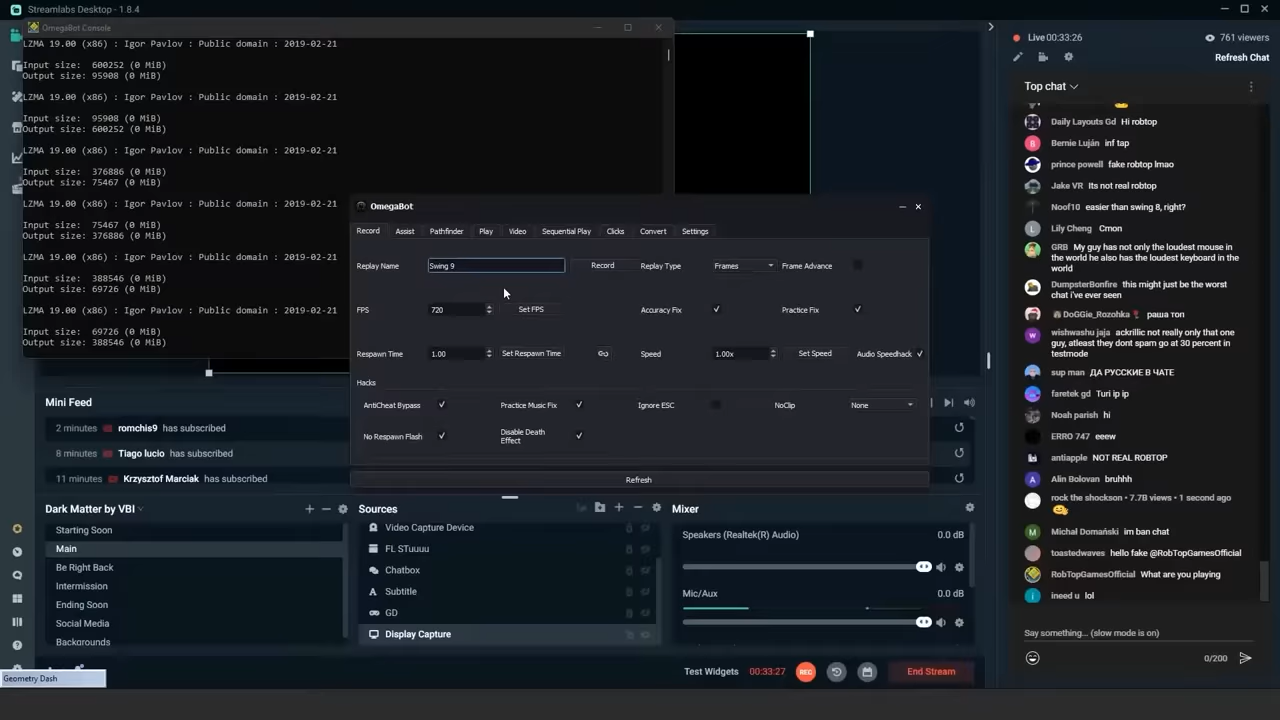 Streamlabs Desktop - 1.8.4
OmegaBot Console
LZMA 19.00 (x86) : Igor Pavlov : Public domain : 2019-02-21
Input size: 600252 (0 MiB)
Output size: 95908 (0 MiB)
LZMA 19.00 (x86) : Igor Pavlov : Public domain : 2019-02-21
Input size: 95908 (0 MiB)
Output size: 600252 (0 MiB)
LZMA 19.00 (x86) : Igor Pavlov : Public domain : 2019-02-21
Input size: 376886 (0 MiB)
Output size: 75467 (0 MiB)
LZMA 19.00 (x86) : Igor Pavlov : Public domain : 2019-02-21
Input size: 75467 (0 MiB)
Output size: 376886 (0 MiB)
LZMA 19.00 (x86) : Igor Pavlov : Public domain : 2019-02-21
Input size: 388546 (0 MiB)
Output size: 69726 (0 MiB)
LZMA 19.00 (x86) : Igor Pavlov : Public domain : 2019-02-21
Input size: 69726 (0 MiB)
Output size: 388546 (0 MiB)
OmegaBot
Record Assist Pathfinder Play Video Sequential Play Clicks Convert Settings
Replay Name Swing 9 Record Replay Type Frames Frame Advance
FPS 720 Set FPS Accuracy Fix Practice Fix
Respawn Time 1.00 Set Respawn Time Speed 1.00x Set Speed Audio Speedhack
Hacks
AntiCheat Bypass Practice Music Fix Ignore ESC NoClip None
No Respawn Flash Disable Death
Effect
Refresh
Mini Feed
2 minutes romchis9 has subscribed
8 minutes Tiago lucio has subscribed
11 minutes Krzysztof Marciak has subscribed
Dark Matter by VBI
Starting Soon
Main
Be Right Back
Intermission
Ending Soon
Social Media
Backgrounds
Sources
Video Capture Device
FL STuuuu
Chatbox
Subtitle
GD
Display Capture
Mixer
Speakers (Realtek(R) Audio) 0.0 dB
Mic/Aux 0.0 dB
Test Widgets 00:33:27 REC End Stream
Geometry Dash
Live 00:33:26 761 viewers
Refresh Chat
Top chat
Daily Layouts Gd Hi robtop
Bernie Luján inf tap
prince powell fake robtop lmao
Jake VR Its not real robtop
Noof10 easier than swing 8, right?
Lily Cheng Cmon
GRB My guy has not only the loudest mouse in
the world he also has the loudest keyboard in the
world
DumpsterBonfire this might just be the worst
chat i've ever seen
DoGGie_Rozohka раша топ
wishwashu jaja ackrillic not really only that one
guy, atleast they dont spam go at 30 percent in
testmode
sup man ДА РУССКИЕ В ЧАТЕ
faretek gd Turi ip ip
Noah parish hi
ERRO 747 eeew
antiapple NOT REAL ROBTOP
Alin Bolovan bruhhh
rock the shockson • 7.7B views • 1 second ago
Michał Domański im ban chat
toastedwaves hello fake @RobTopGamesOfficial
RobTopGamesOfficial What are you playing
ineed u lol
Say something... (slow mode is on)
0/200